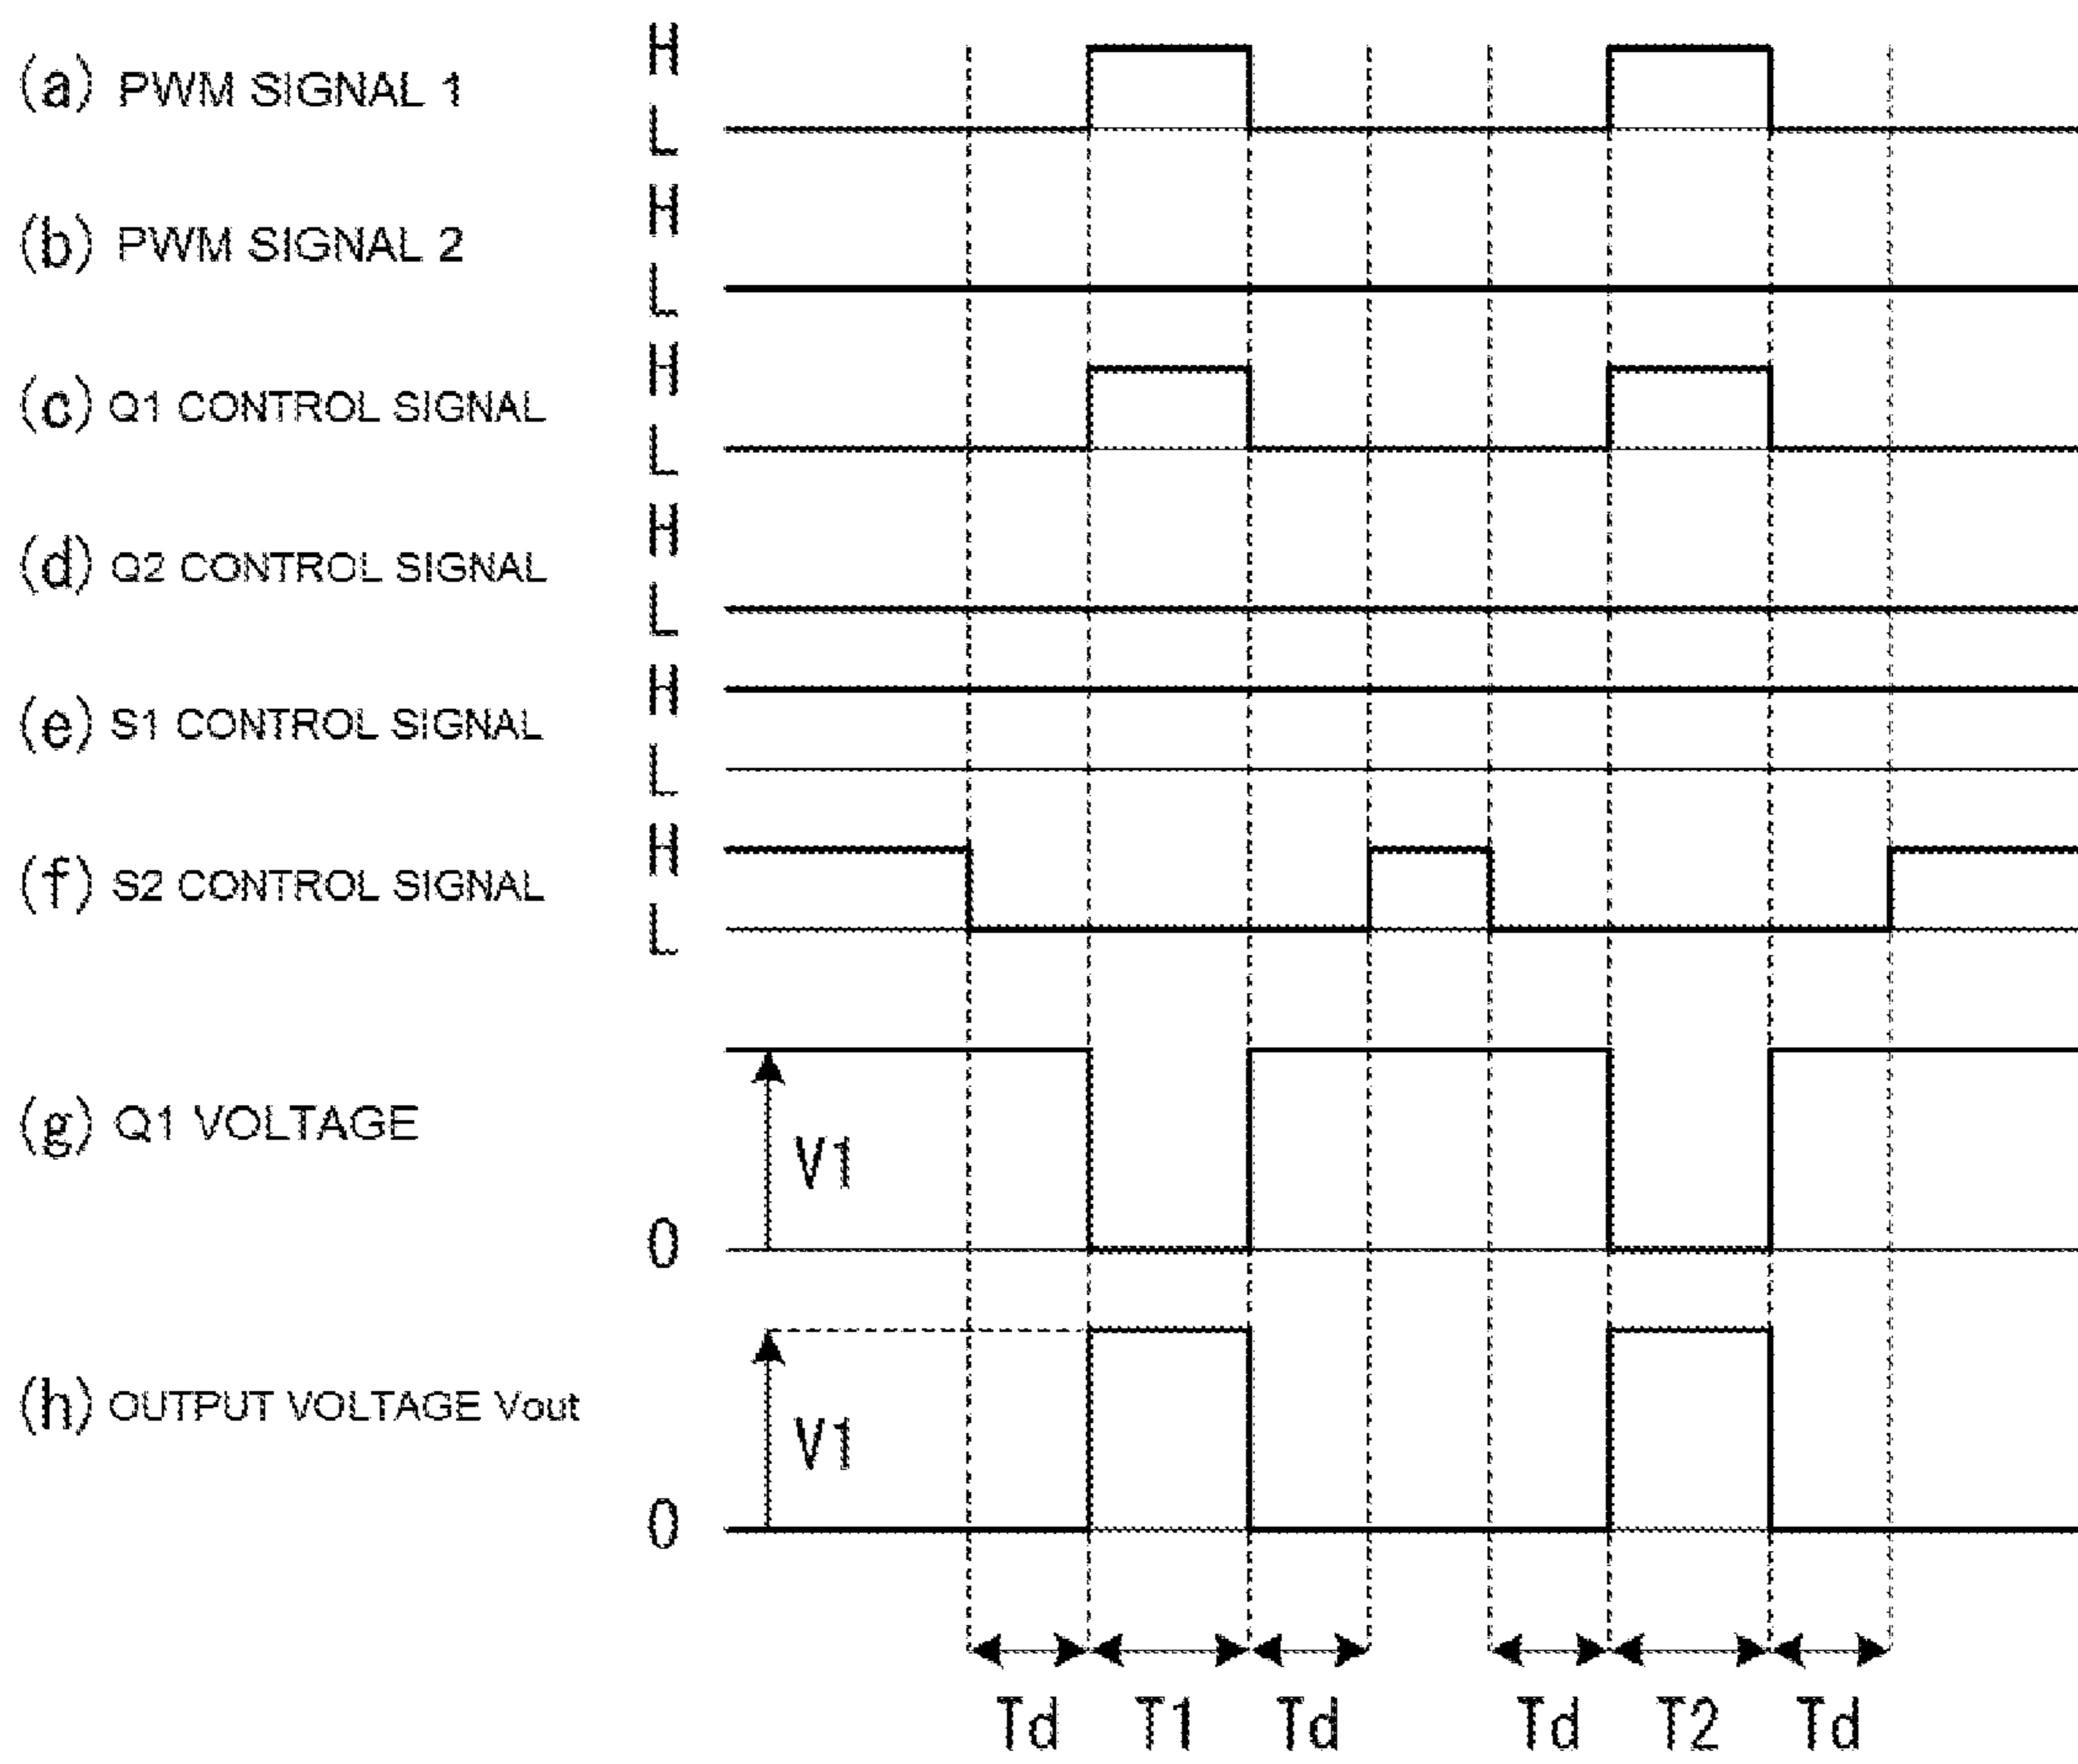 (a) PWM SIGNAL 1
H
L
(b) PWM SIGNAL 2
H
L
(c) Q1 CONTROL SIGNAL
H
L
(d) Q2 CONTROL SIGNAL
H
L
(e) S1 CONTROL SIGNAL
H
L
(f) S2 CONTROL SIGNAL
H
L
(g) Q1 VOLTAGE
V1
0
(h) OUTPUT VOLTAGE Vout
V1
0
Td T1 Td Td T2 Td